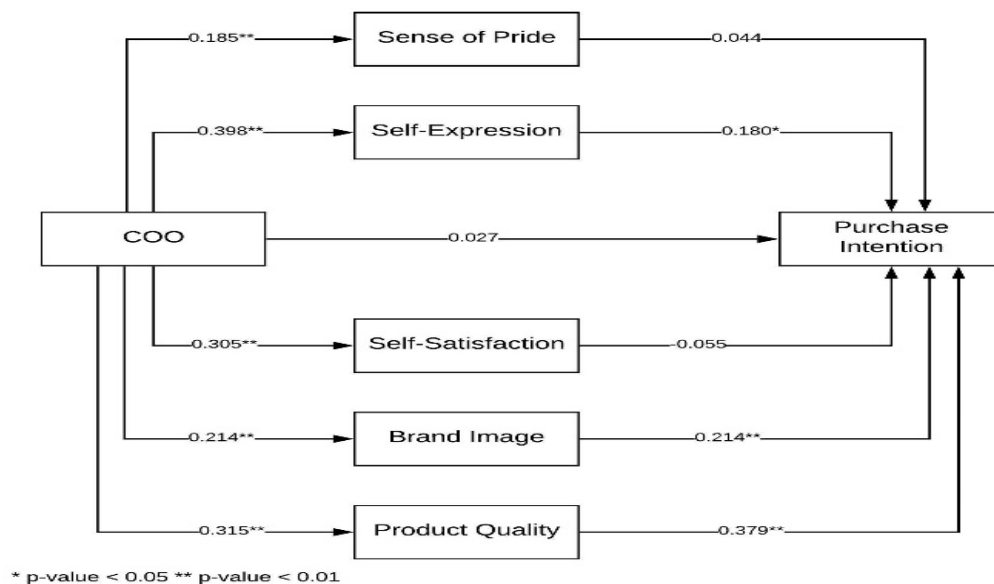 0.185**
Sense of Pride
0.044
0.398**
Self-Expression
0.180*
COO
0.027
Purchase
Intention
0.305**
Self-Satisfaction
-0.055
0.214**
Brand Image
0.214**
0.315**
Product Quality
0.379**
* p-value < 0.05 ** p-value < 0.01